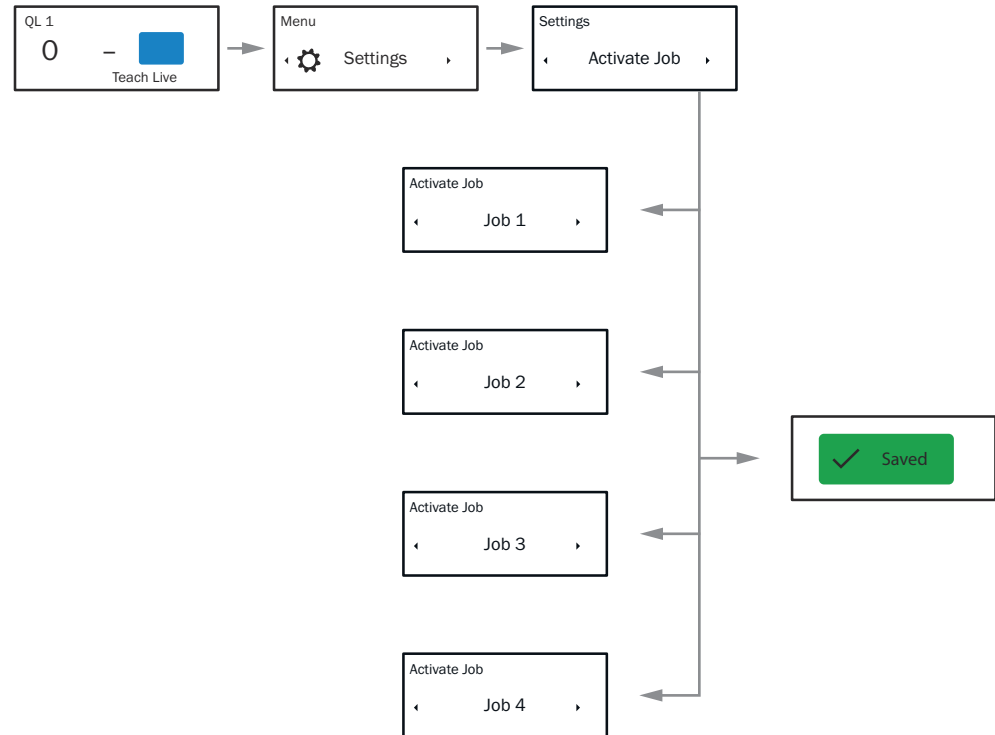 QL 1
0 –
Teach Live
Menu
Settings
Settings
Activate Job
Activate Job
Job 1
Activate Job
Job 2
Activate Job
Job 3
Activate Job
Job 4
Saved